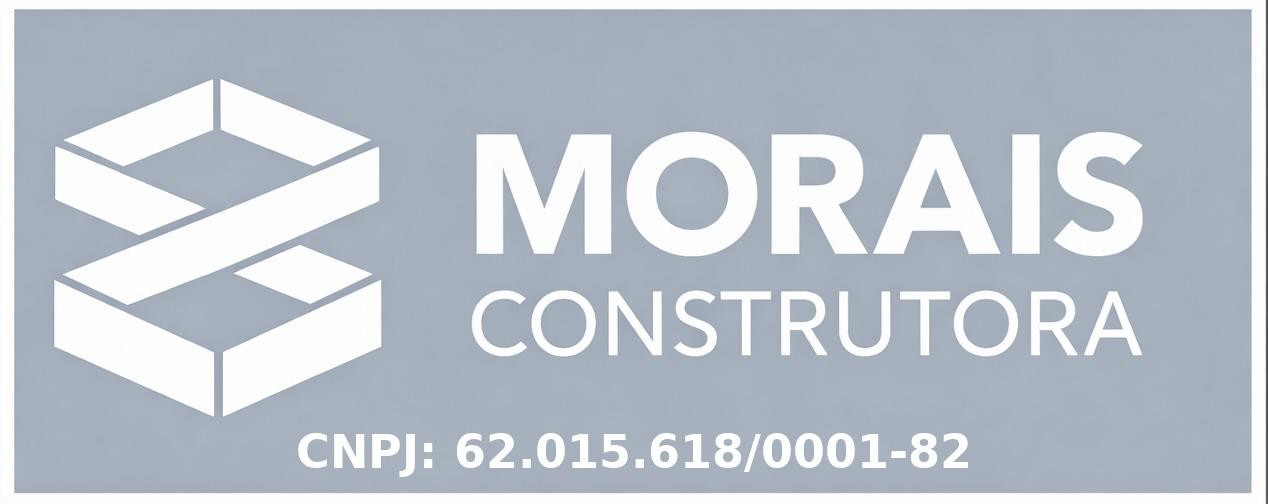 MORAIS
CONSTRUTORA
CNPJ: 62.015.618/0001-82